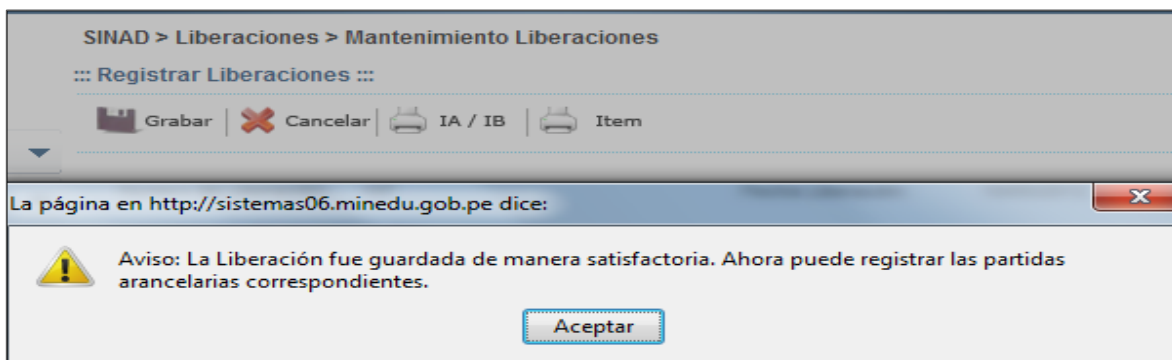 SINAD > Liberaciones > Mantenimiento Liberaciones
::: Registrar Liberaciones :::
Grabar | Cancelar | IA / IB | Item
La página en http://sistemas06.minedu.gob.pe dice:
Aviso: La Liberación fue guardada de manera satisfactoria. Ahora puede registrar las partidas
arancelarias correspondientes.
Aceptar